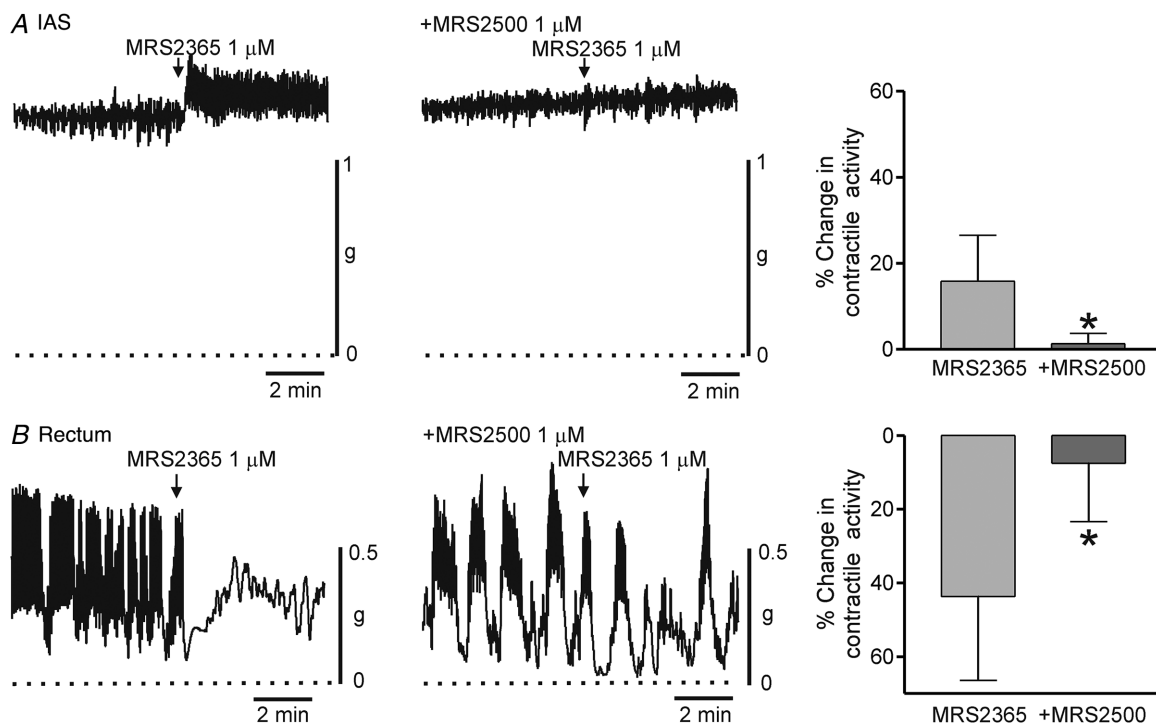 A IAS
MRS2365 1 μM
+MRS2500 1 μM
MRS2365 1 μM
1
g
0
2 min
1
g
0
2 min
% Change in
contractile activity
60
40
20
0
MRS2365 +MRS2500
*
B Rectum
MRS2365 1 μM
+MRS2500 1 μM
MRS2365 1 μM
0.5
g
0
2 min
0.5
g
0
2 min
% Change in
contractile activity
0
20
40
60
*
MRS2365 +MRS2500